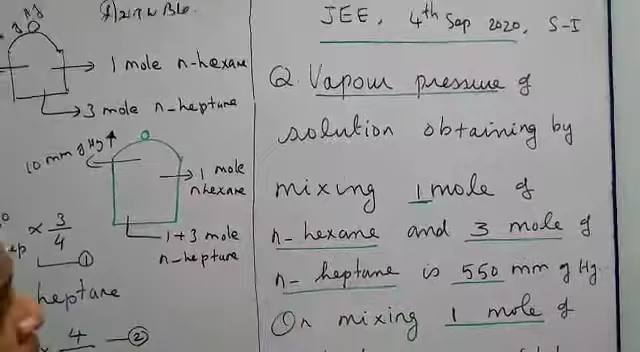 1 mole n-hexane
3 mole n-heptane
10 mm of Hg ↑
1 mole
n hexane
1 + 3 mole
n-heptane
× 3/4
①
heptane
4 ②
JEE, 4th Sep 2020, S-I
Q. Vapour pressure of
solution obtaining by
mixing 1 mole of
n-hexane and 3 mole of
n-heptane is 550 mm of Hg.
On mixing 1 mole of